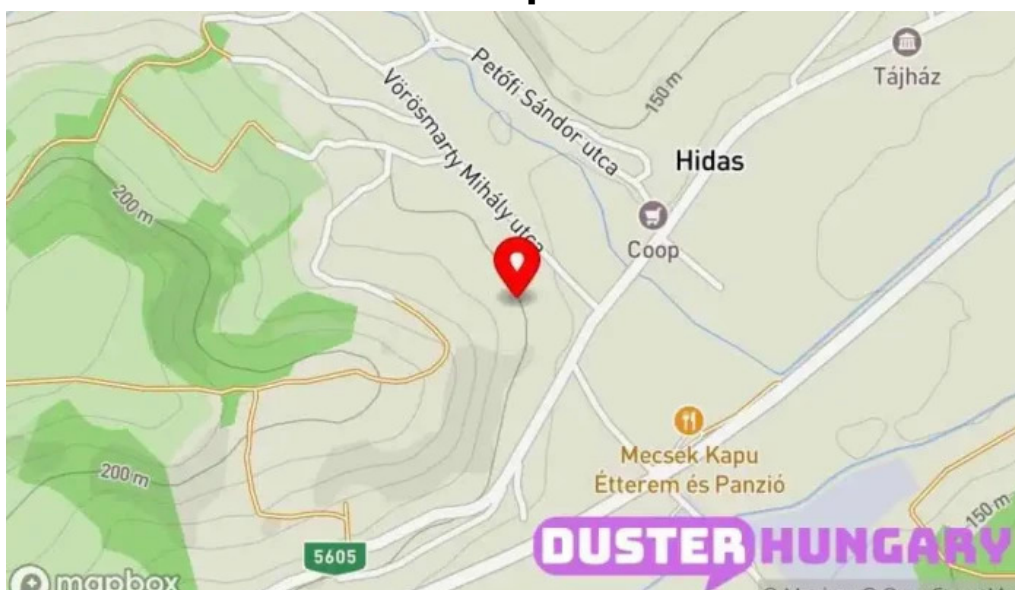 Petőfi Sándor utca
150 m
Tájház
Vörösmarty Mihály utca
Hidas
200 m
Coop
Mecsek Kapu
Étterem és Panzió
200 m
150 m
5605
DUSTER HUNGARY
mapbox